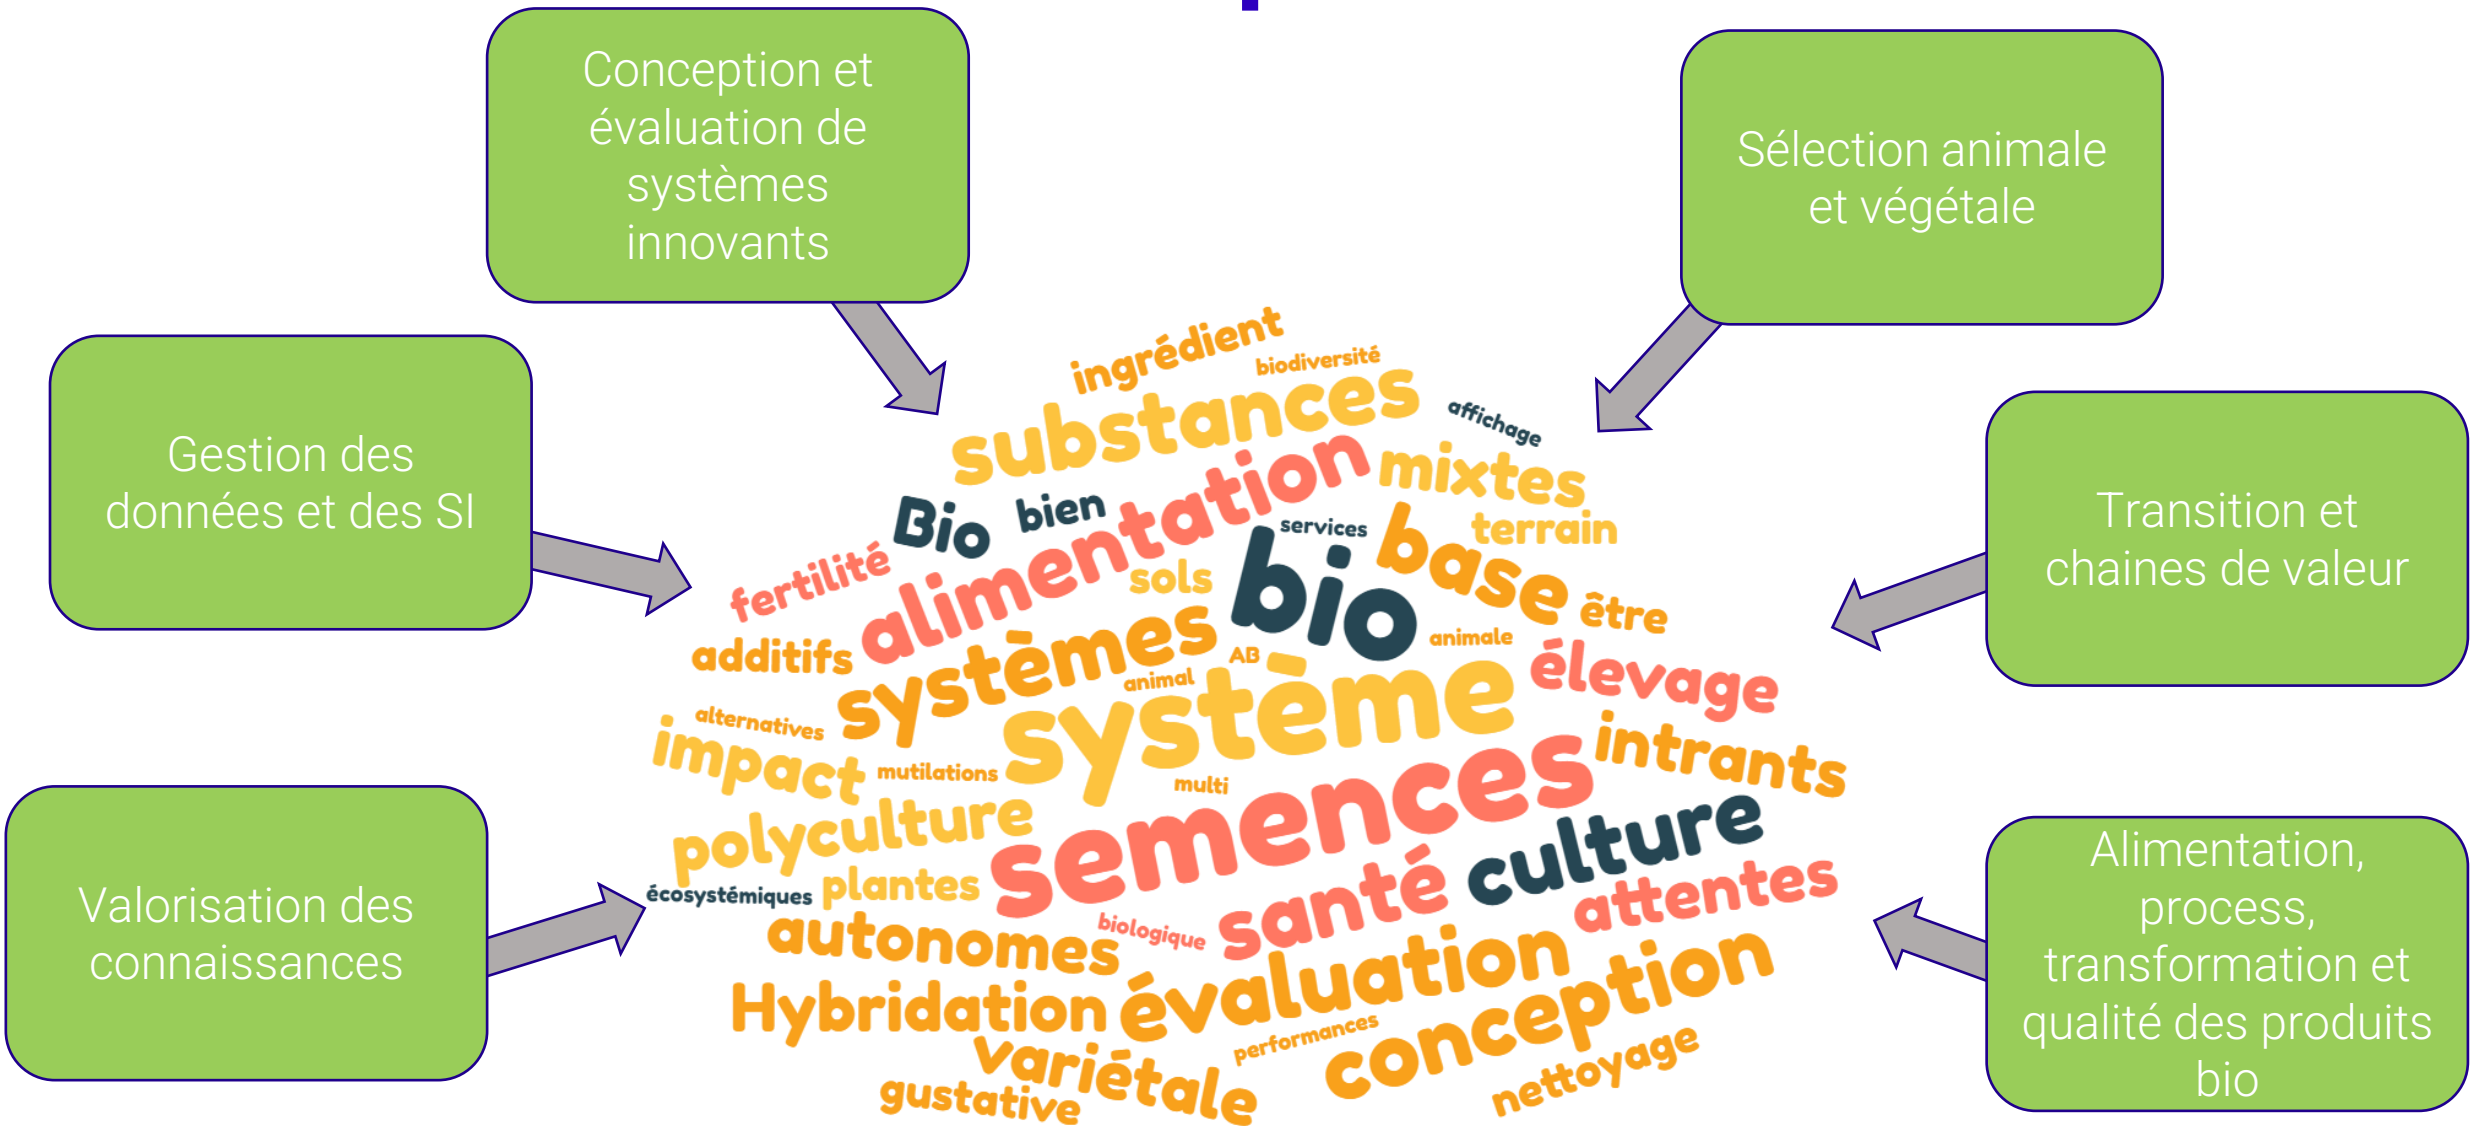 Conception et
évaluation de
systèmes
innovants
Sélection animale
et végétale
Gestion des
données et des SI
Transition et
chaines de valeur
Valorisation des
connaissances
Alimentation,
process,
transformation et
qualité des produits
bio
ingrédient
biodiversité
substances
affichage
alimentation
mixtes
Bio
bien
services
base
terrain
fertilité
sols
bio
être
additifs
systèmes
AB
animale
animal
élevage
alternatives
système
impact
mutilations
multi
intrants
polyculture
semences
culture
écosystémiques
plantes
santé
attentes
autonomes
biologique
évaluation
Hybridation
conception
performances
variétale
nettoyage
gustative